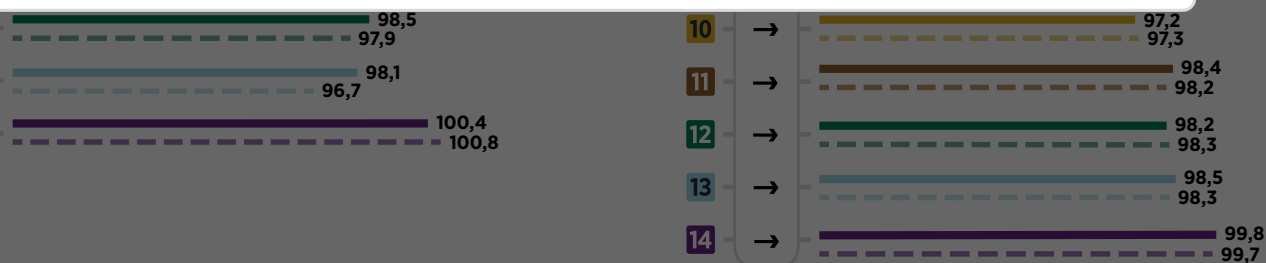 98,5
97,9
98,1
96,7
100,4
100,8
10 → 97,2
97,3
11 → 98,4
98,2
12 → 98,2
98,3
13 → 98,5
98,3
14 → 99,8
99,7